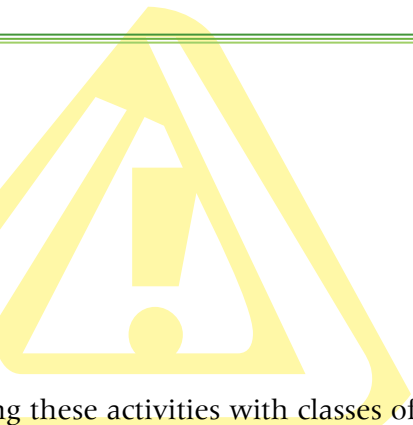 ng these activities with classes of